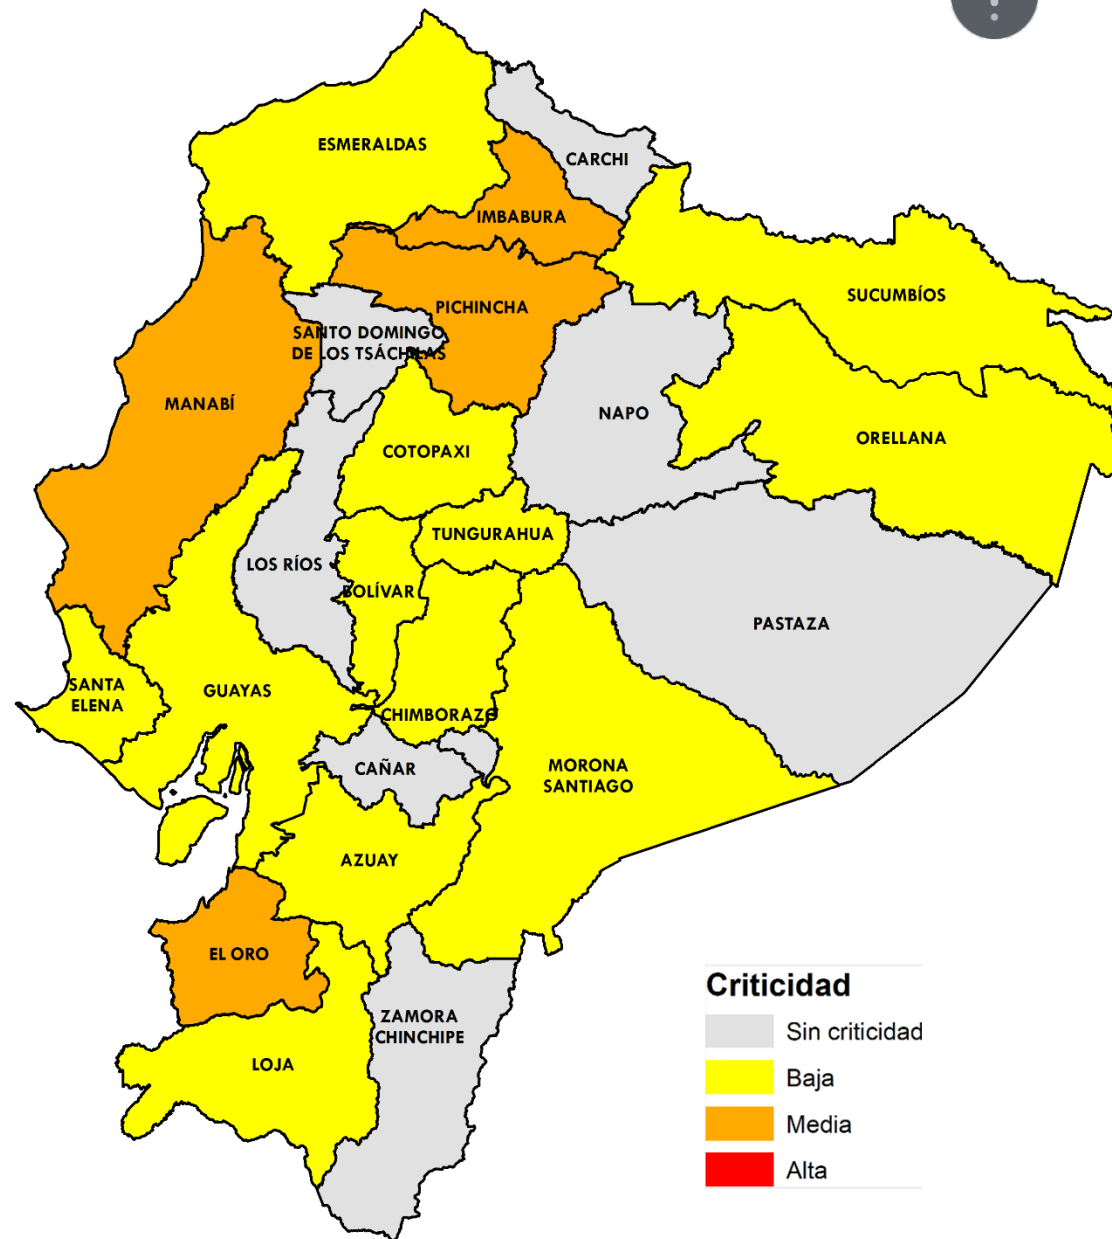 ESMERALDAS
CARCHI
IMBABURA
SUCUMBÍOS
PICHINCHA
SANTO DOMINGO
DE LOS TSÁCHILAS
MANABÍ
NAPO
ORELLANA
COTOPAXI
TUNGURAHUA
LOS RÍOS
BOLÍVAR
PASTAZA
SANTA
ELENA
GUAYAS
CHIMBORAZO
CAÑAR
MORONA
SANTIAGO
AZUAY
EL ORO
ZAMORA
CHINCHIPE
LOJA
Criticidad
Sin criticidad
Baja
Media
Alta